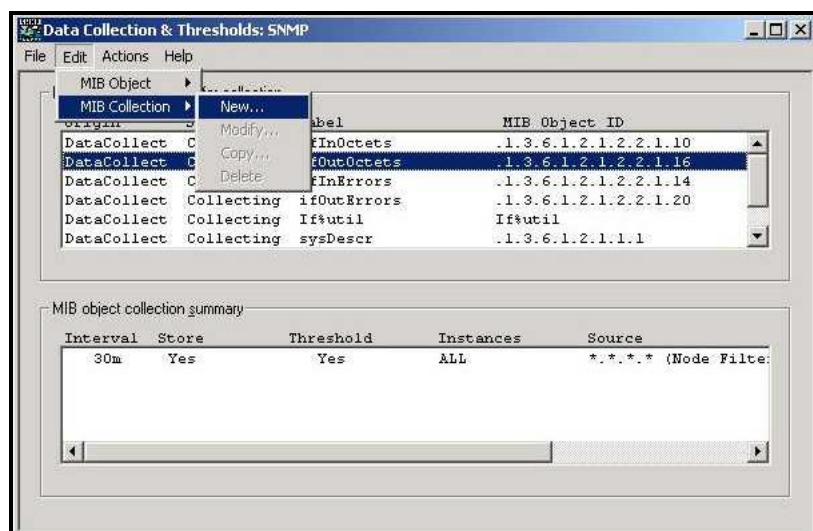 Data Collection & Thresholds: SNMP
File Edit Actions Help
MIB Object
MIB Collection
New...
Modify...
Copy...
Delete
Label MIB Object ID
DataCollect fInOctets .1.3.6.1.2.1.2.2.1.10
DataCollect fOutOctets .1.3.6.1.2.1.2.2.1.16
DataCollect fInErrors .1.3.6.1.2.1.2.2.1.14
DataCollect Collecting ifOutErrors .1.3.6.1.2.1.2.2.1.20
DataCollect Collecting If%util If%util
DataCollect Collecting sysDescr .1.3.6.1.2.1.1.1
MIB object collection summary
Interval Store Threshold Instances Source
30m Yes Yes ALL *.*.*.* (Node Filte